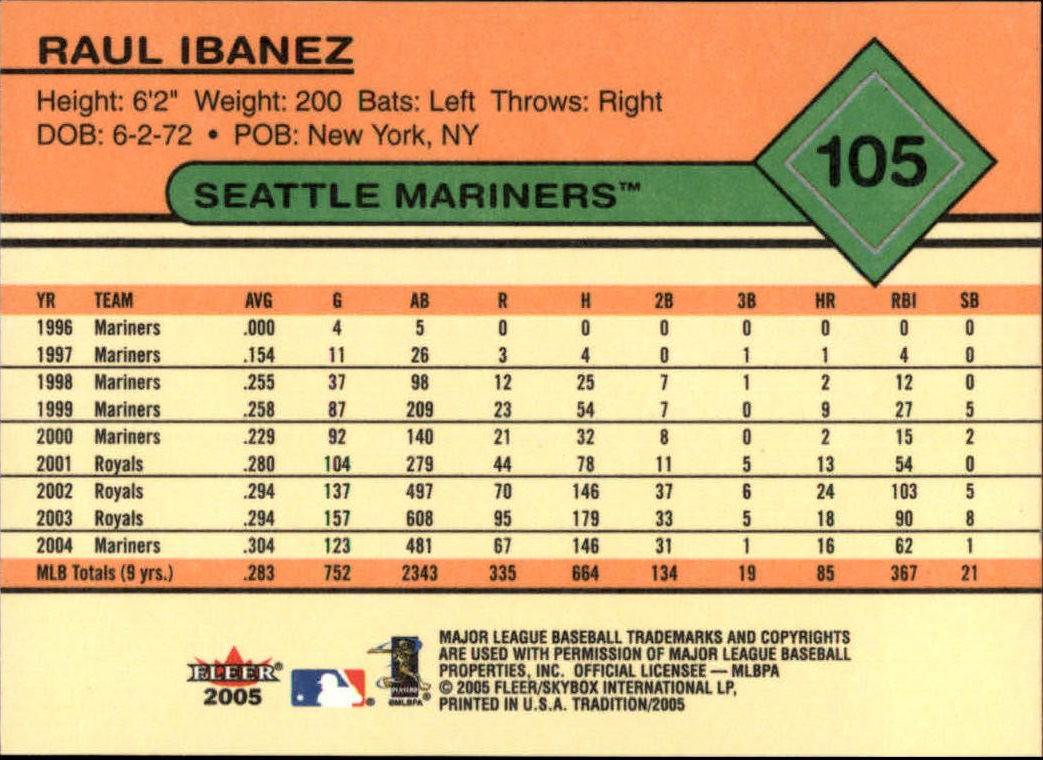 RAUL IBANEZ
Height: 6'2" Weight: 200 Bats: Left Throws: Right
DOB: 6-2-72 • POB: New York, NY
105
SEATTLE MARINERS™
YR TEAM AVG G AB R H 2B 3B HR RBI SB
1996 Mariners .000 4 5 0 0 0 0 0 0 0
1997 Mariners .154 11 26 3 4 0 1 1 4 0
1998 Mariners .255 37 98 12 25 7 1 2 12 0
1999 Mariners .258 87 209 23 54 7 0 9 27 5
2000 Mariners .229 92 140 21 32 8 0 2 15 2
2001 Royals .280 104 279 44 78 11 5 13 54 0
2002 Royals .294 137 497 70 146 37 6 24 103 5
2003 Royals .294 157 608 95 179 33 5 18 90 8
2004 Mariners .304 123 481 67 146 31 1 16 62 1
MLB Totals (9 yrs.) .283 752 2343 335 664 134 19 85 367 21
FLEER®
2005
®
PLAYERS
®
©MLBPA
MAJOR LEAGUE BASEBALL TRADEMARKS AND COPYRIGHTS
ARE USED WITH PERMISSION OF MAJOR LEAGUE BASEBALL
PROPERTIES, INC. OFFICIAL LICENSEE — MLBPA
© 2005 FLEER/SKYBOX INTERNATIONAL LP,
PRINTED IN U.S.A. TRADITION/2005